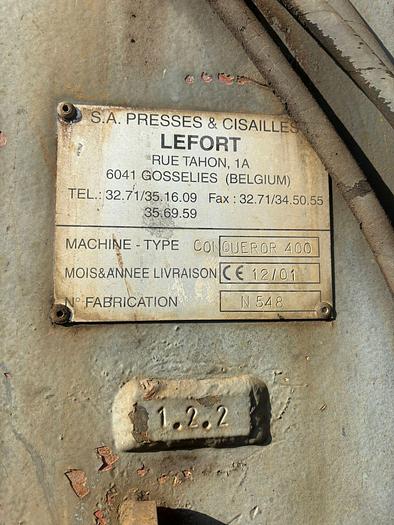 S.A. PRESSES & CISAILLES
LEFORT
RUE TAHON, 1A
6041 GOSSELIES (BELGIUM)
TEL.: 32.71/35.16.09 Fax : 32.71/34.50.55
35.69.59
MACHINE - TYPE CONQUEROR 400
MOIS&ANNEE LIVRAISON CE 12/01
N° FABRICATION N 548
1.2.2